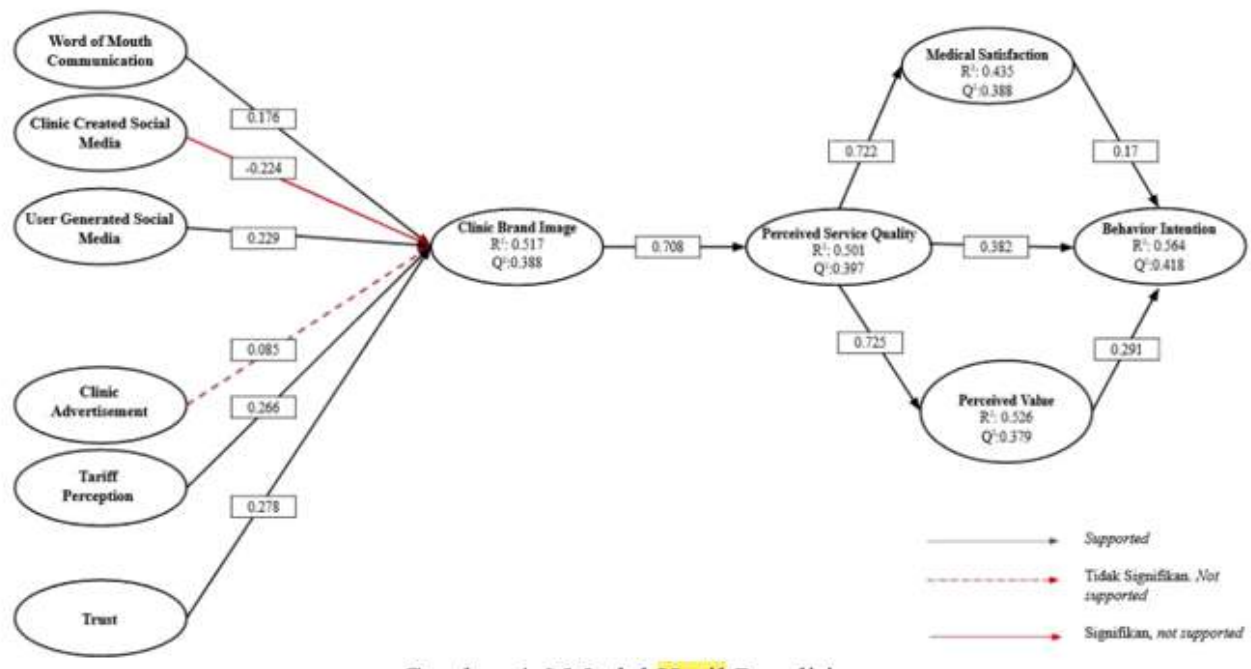 Word of Mouth
Communication
Clinic Created Social
Media
User Generated Social
Media
Clinic
Advertisement
Tariff
Perception
Trust
0.176
-0.224
0.229
0.085
0.266
0.278
Clinic Brand Image
R²: 0.517
Q²:0.388
0.708
Perceived Service Quality
R²: 0.501
Q²:0.397
0.722
0.382
0.725
Medical Satisfaction
R²: 0.435
Q²:0.388
0.17
Behavior Intention
R²: 0.564
Q²:0.418
0.291
Perceived Value
R²: 0.526
Q²:0.379
Supported
Tidak Signifikan. Not
supported
Signifikan, not supported